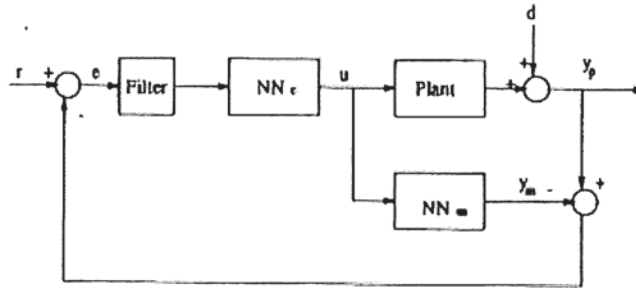 d
r + e Filter NN c u Plant + + y p
y m - +
NN m